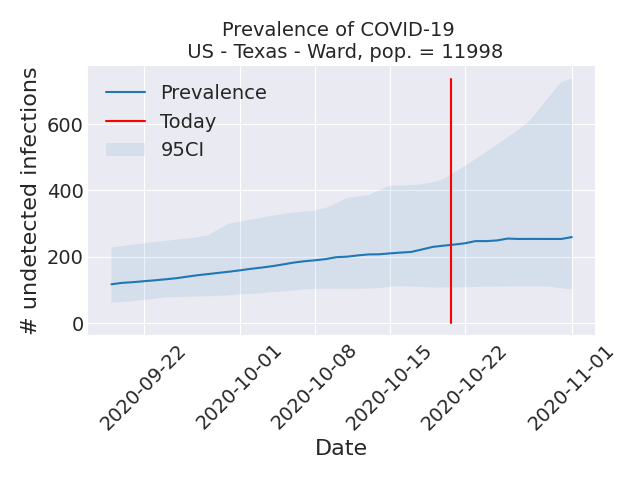 Prevalence of COVID-19
US - Texas - Ward, pop. = 11998
# undetected infections
600
400
200
0
Prevalence
Today
95CI
2020-09-22
2020-10-01
2020-10-08
2020-10-15
2020-10-22
2020-11-01
Date